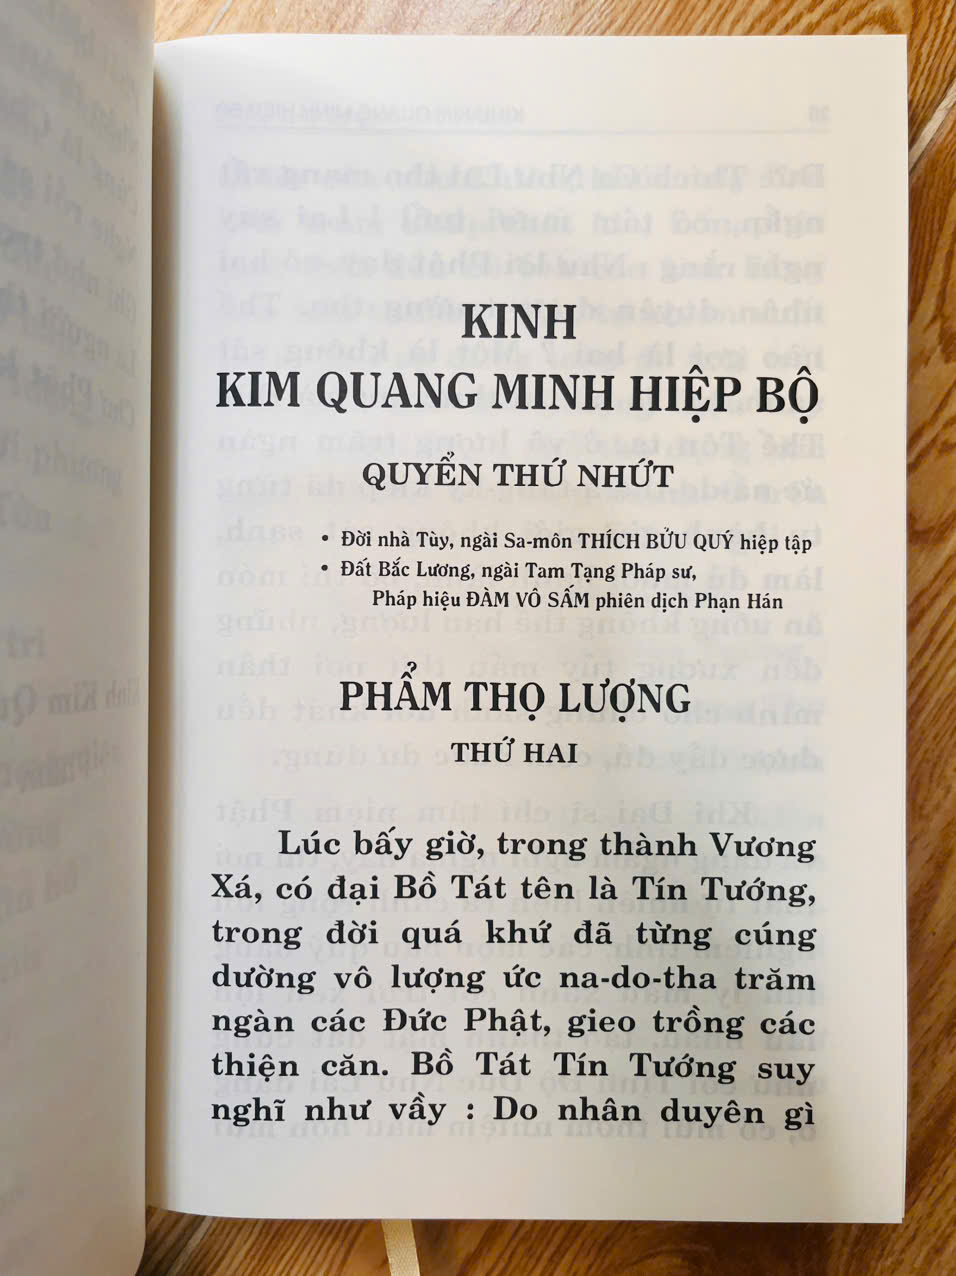 KINH
KIM QUANG MINH HIỆP BỘ
QUYỂN THỨ NHỨT
• Đời nhà Tùy, ngài Sa-môn THÍCH BỬU QUÝ hiệp tập
• Đất Bắc Lương, ngài Tam Tạng Pháp sư,
Pháp hiệu ĐÀM VÔ SẤM phiên dịch Phạn Hán
PHẨM THỌ LƯỢNG
THỨ HAI
Lúc bấy giờ, trong thành Vương
Xá, có đại Bồ Tát tên là Tín Tướng,
trong đời quá khứ đã từng cúng
dường vô lượng ức na-do-tha trăm
ngàn các Đức Phật, gieo trồng các
thiện căn. Bồ Tát Tín Tướng suy
nghĩ như vầy : Do nhân duyên gì